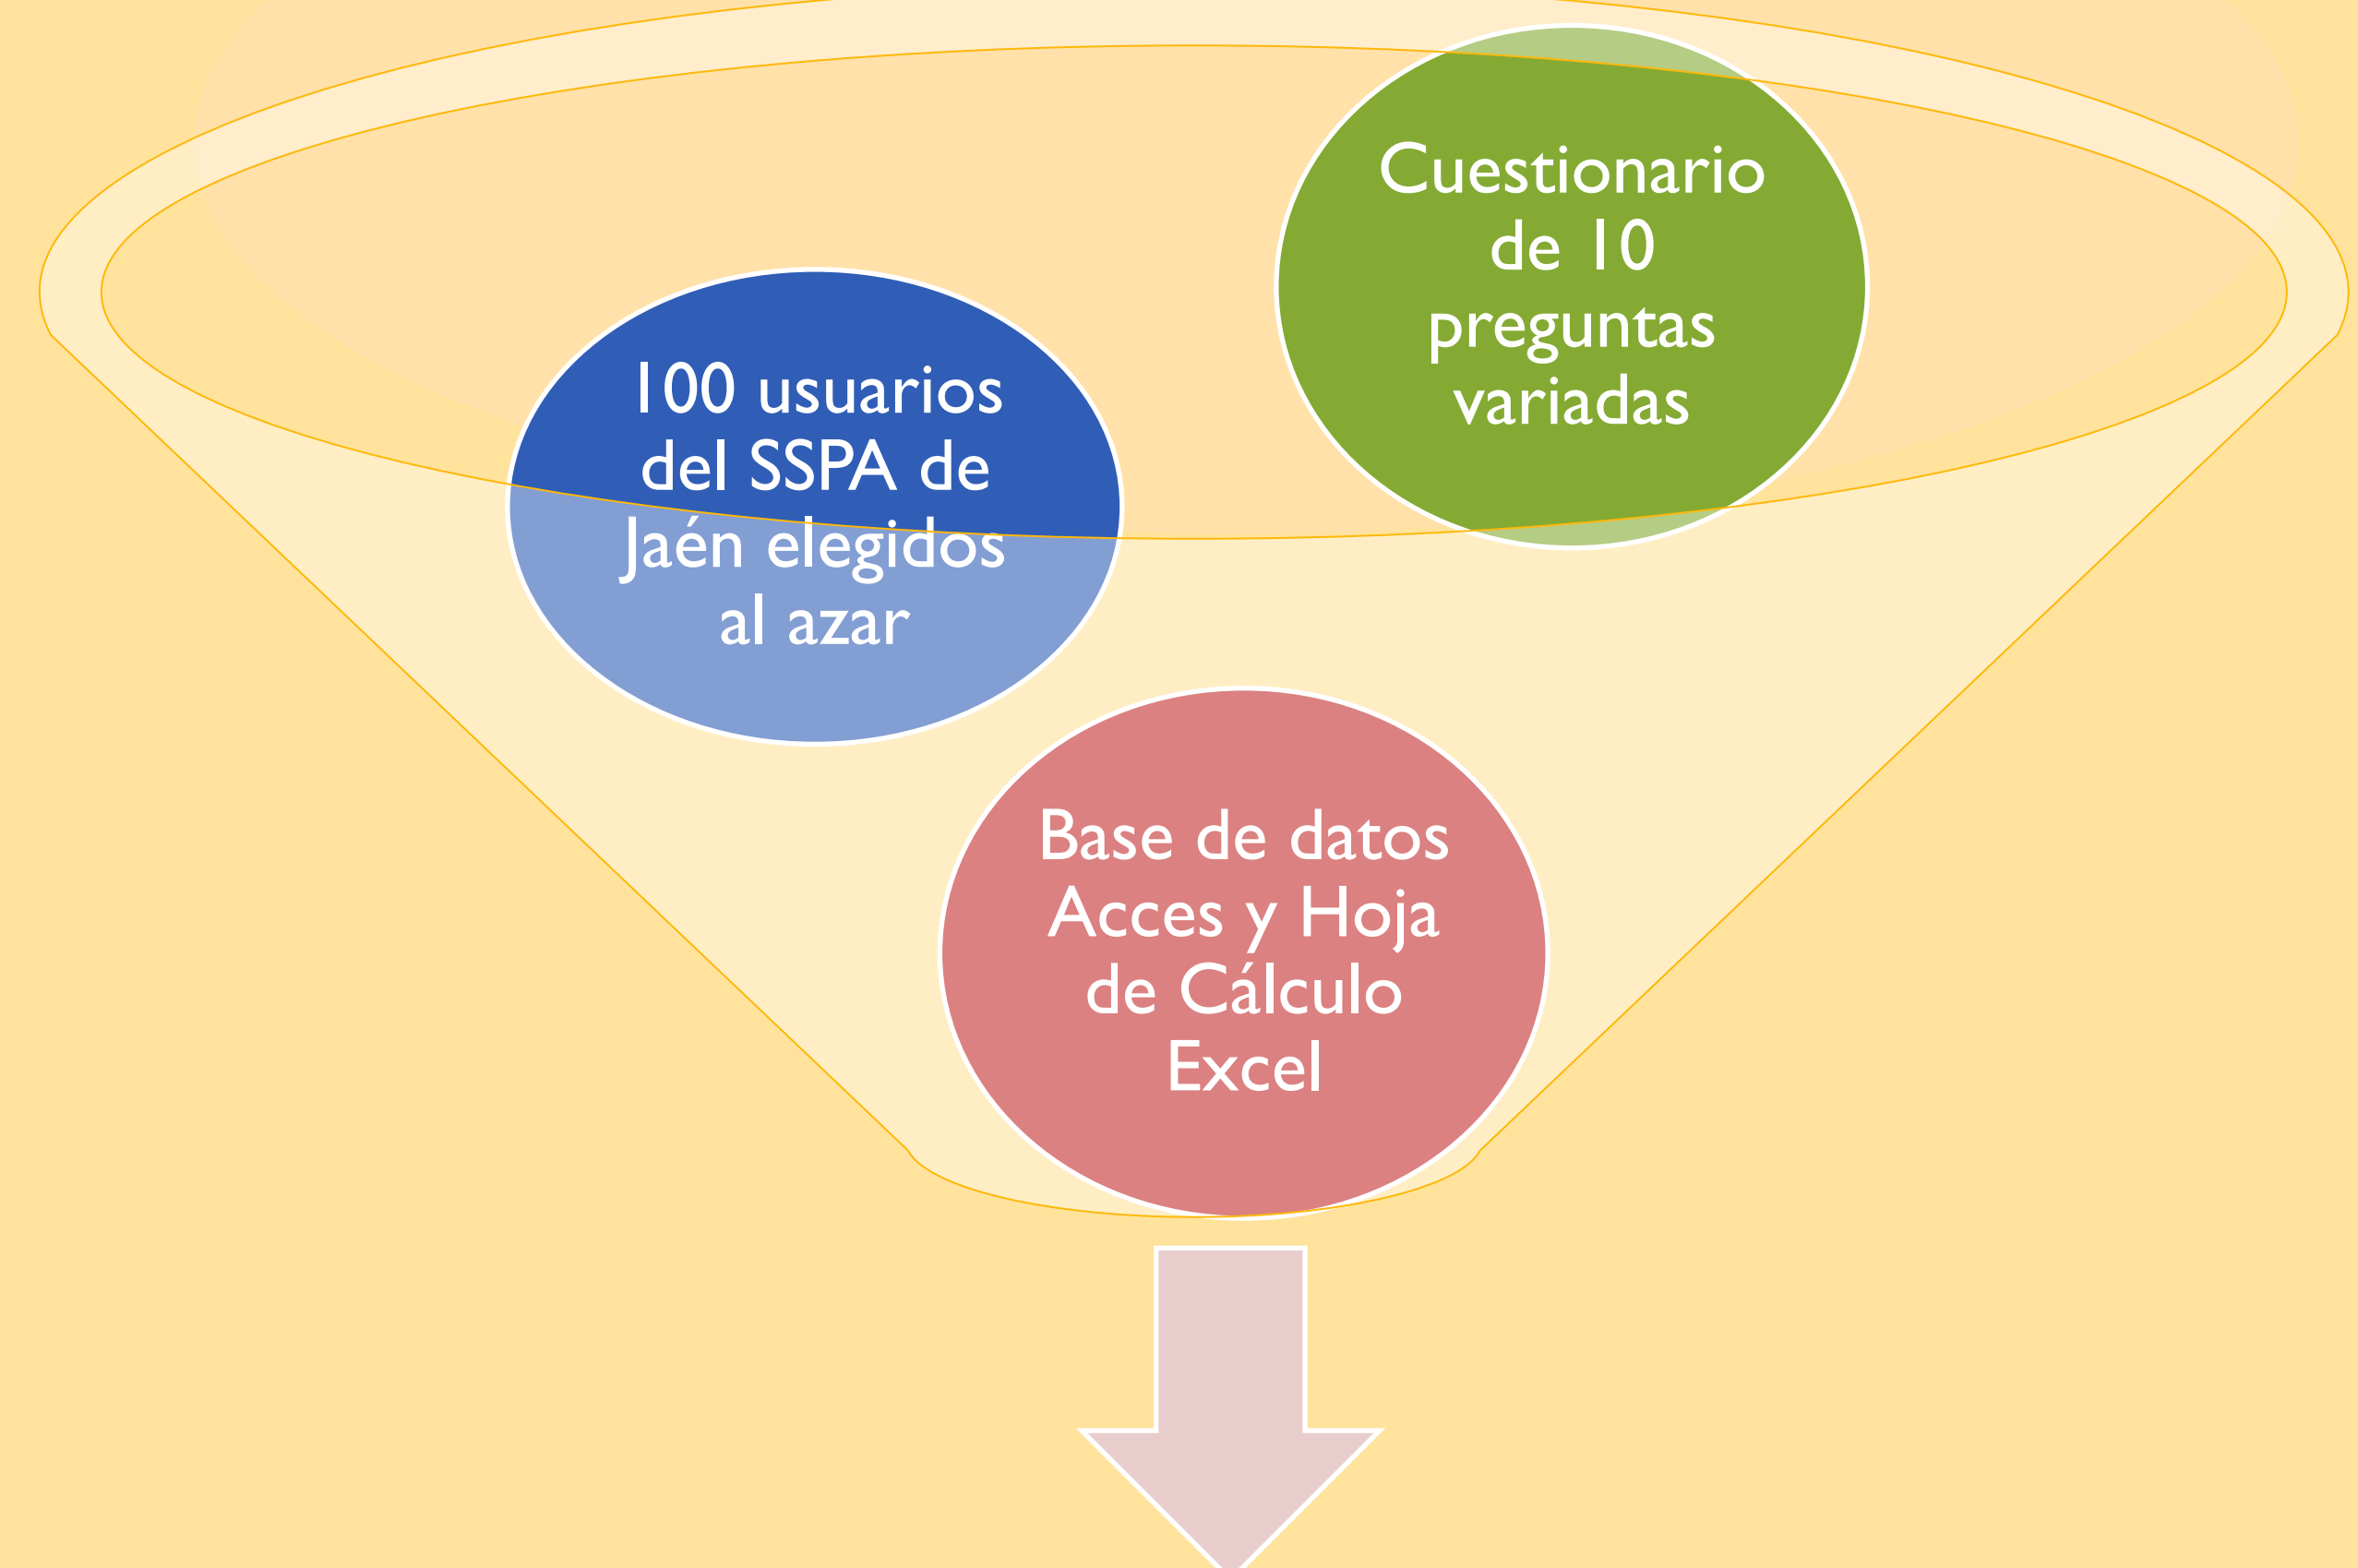 Cuestionario
de 10
preguntas
variadas
100 usuarios
del SSPA de
Jaén elegidos
al azar
Base de datos
Acces y Hoja
de Cálculo
Excel